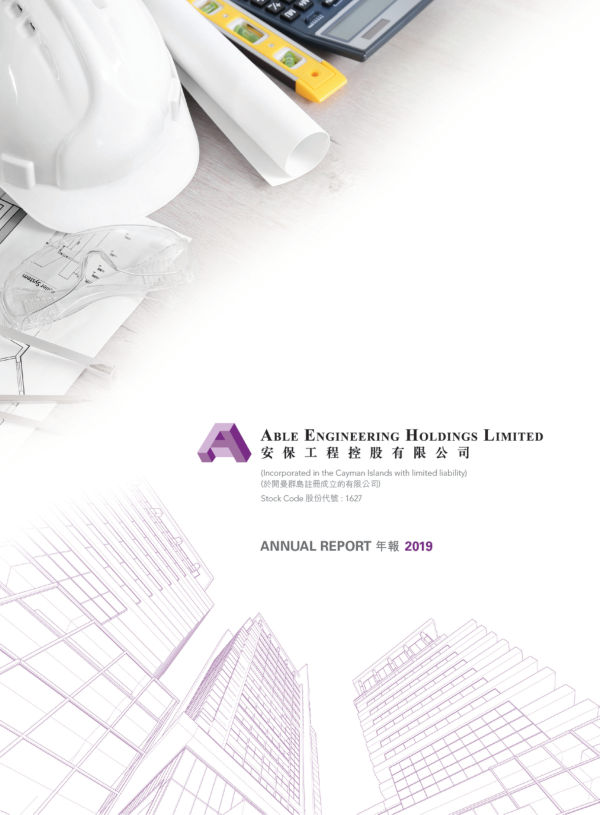 ABLE ENGINEERING HOLDINGS LIMITED
安保工程控股有限公司
(Incorporated in the Cayman Islands with limited liability)
(於開曼群島註冊成立的有限公司)
Stock Code 股份代號 : 1627
ANNUAL REPORT 年報 2019